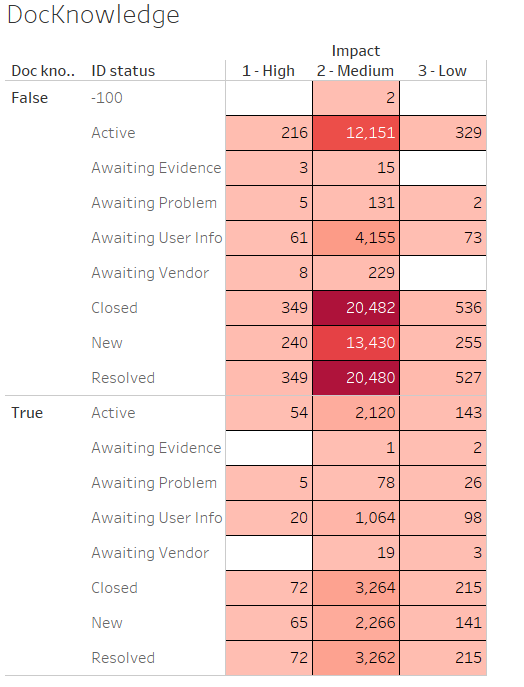 DocKnowledge
Impact
Doc kno.. ID status 1 - High 2 - Medium 3 - Low
False -100 2
Active 216 12,151 329
Awaiting Evidence 3 15
Awaiting Problem 5 131 2
Awaiting User Info 61 4,155 73
Awaiting Vendor 8 229
Closed 349 20,482 536
New 240 13,430 255
Resolved 349 20,480 527
True Active 54 2,120 143
Awaiting Evidence 1 2
Awaiting Problem 5 78 26
Awaiting User Info 20 1,064 98
Awaiting Vendor 19 3
Closed 72 3,264 215
New 65 2,266 141
Resolved 72 3,262 215